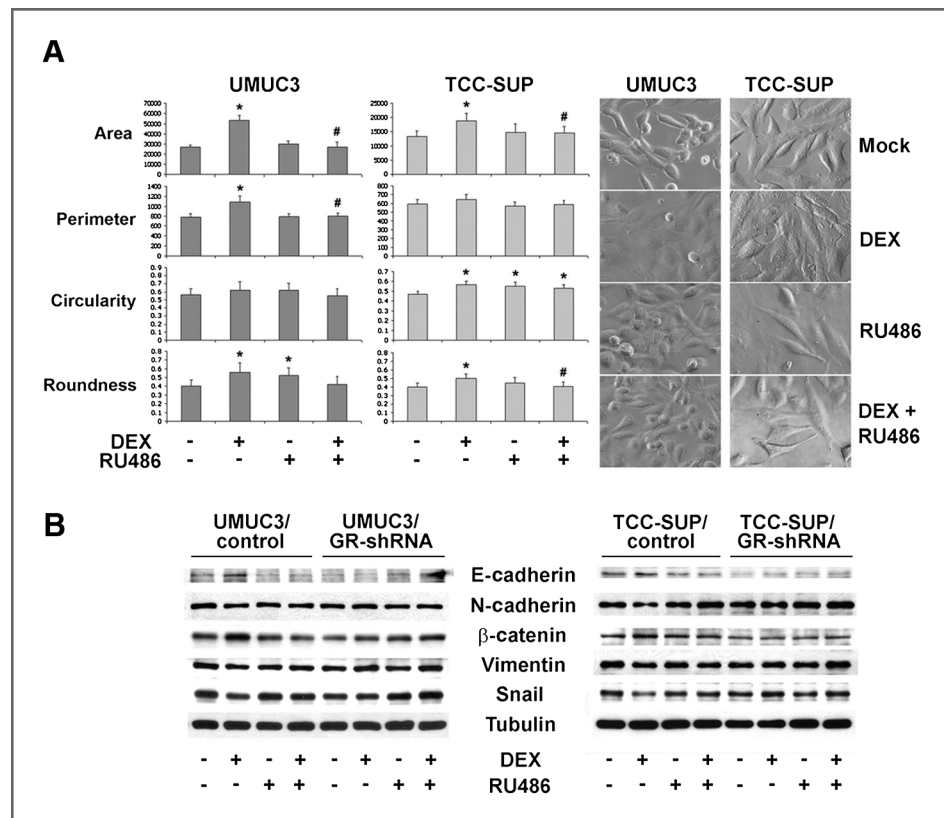 A
UMUC3 TCC-SUP UMUC3 TCC-SUP
Area
70000 60000 50000 40000 30000 20000 10000 0
* #
25000 20000 15000 10000 5000 0
* #
Mock
Perimeter
1400 1200 1000 800 600 400 200 0
* #
800 700 600 500 400 300 200 100 0
DEX
Circularity
0.9 0.8 0.7 0.6 0.5 0.4 0.3 0.2 0.1 0
0.7 0.6 0.5 0.4 0.3 0.2 0.1 0
* * *
RU486
Roundness
0.8 0.7 0.6 0.5 0.4 0.3 0.2 0.1 0
* *
0.8 0.7 0.6 0.5 0.4 0.3 0.2 0.1 0
* #
DEX +
RU486
DEX - + - + - + - +
RU486 - - + + - - + +
B
UMUC3/ UMUC3/ TCC-SUP/ TCC-SUP/
control GR-shRNA control GR-shRNA
E-cadherin
N-cadherin
β-catenin
Vimentin
Snail
Tubulin
- + - + - + - + DEX - + - + - + - +
- - + + - - + + RU486 - - + + - - + +